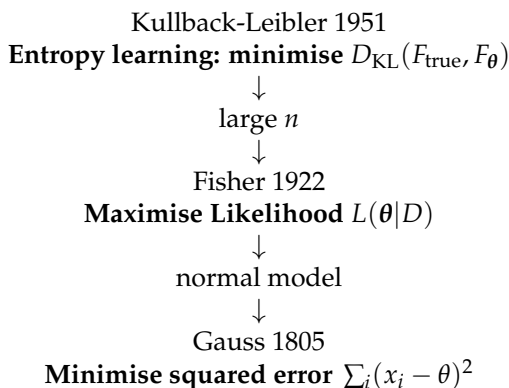 Kullback-Leibler 1951
Entropy learning: minimise D_KL(F_true, F_θ)
↓
large n
↓
Fisher 1922
Maximise Likelihood L(θ|D)
↓
normal model
↓
Gauss 1805
Minimise squared error ∑_i(x_i − θ)^2